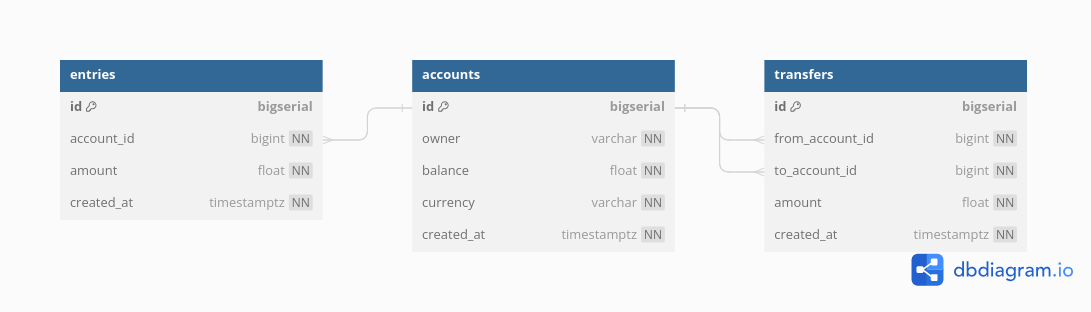 entries
id bigserial
account_id bigint NN
amount float NN
created_at timestamptz NN
accounts
id bigserial
owner varchar NN
balance float NN
currency varchar NN
created_at timestamptz NN
transfers
id bigserial
from_account_id bigint NN
to_account_id bigint NN
amount float NN
created_at timestamptz NN
dbdiagram.io